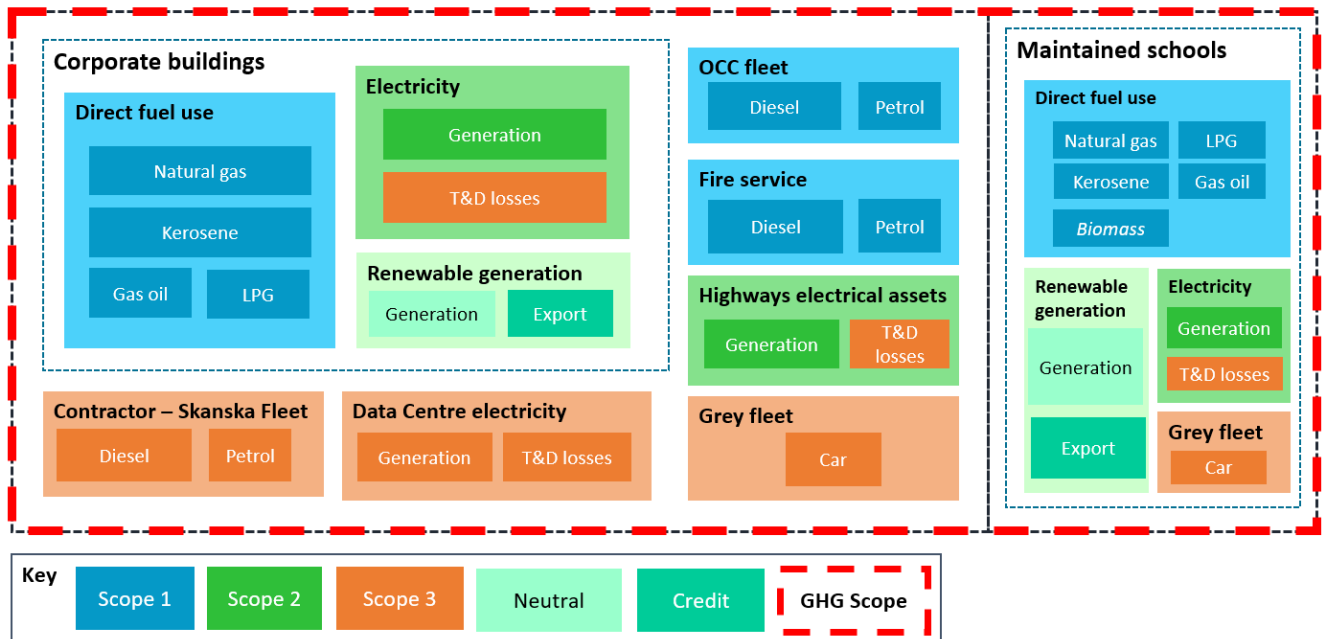 Corporate buildings
Direct fuel use
Natural gas
Kerosene
Gas oil
LPG
Electricity
Generation
T&D losses
Renewable generation
Generation
Export
Contractor – Skanska Fleet
Diesel
Petrol
Data Centre electricity
Generation
T&D losses
OCC fleet
Diesel
Petrol
Fire service
Diesel
Petrol
Highways electrical assets
Generation
T&D
losses
Grey fleet
Car
Maintained schools
Direct fuel use
Natural gas
LPG
Kerosene
Gas oil
Biomass
Renewable
generation
Generation
Export
Electricity
Generation
T&D losses
Grey fleet
Car
Key
Scope 1
Scope 2
Scope 3
Neutral
Credit
GHG Scope